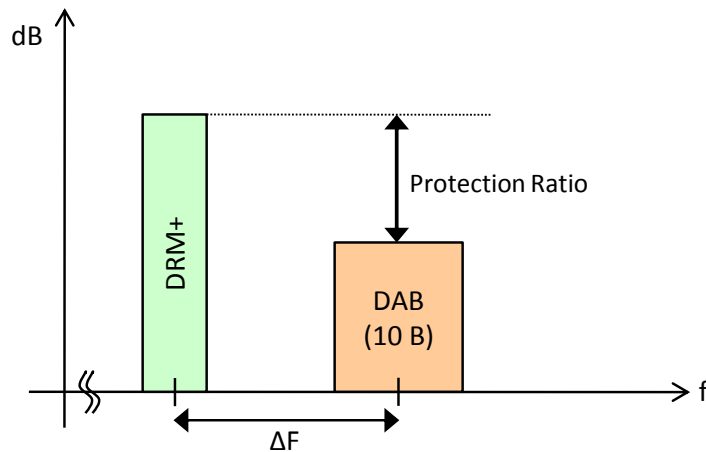 dB
DRM+
Protection Ratio
DAB
(10 B)
f
ΔF